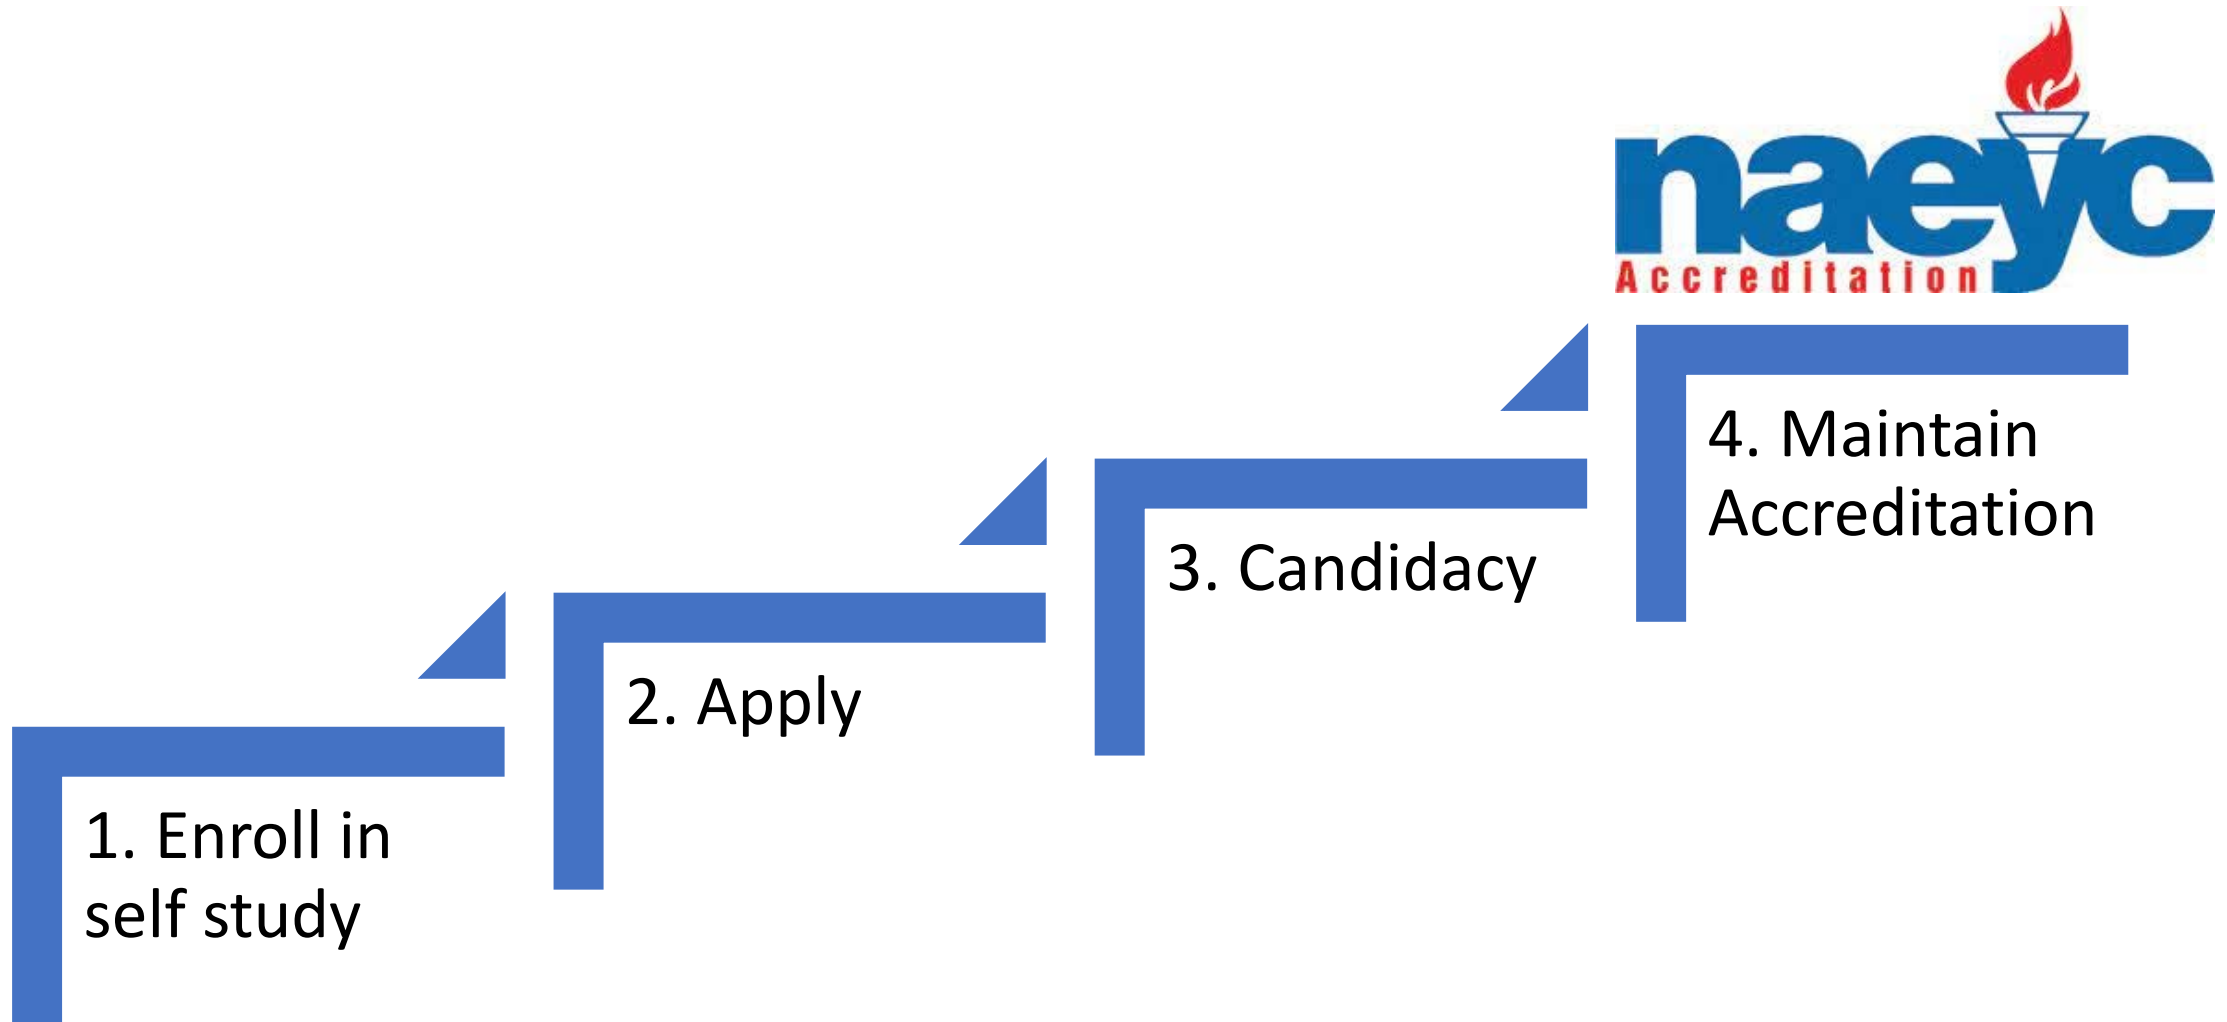 naeyc
Accreditation
1. Enroll in
self study
2. Apply
3. Candidacy
4. Maintain
Accreditation